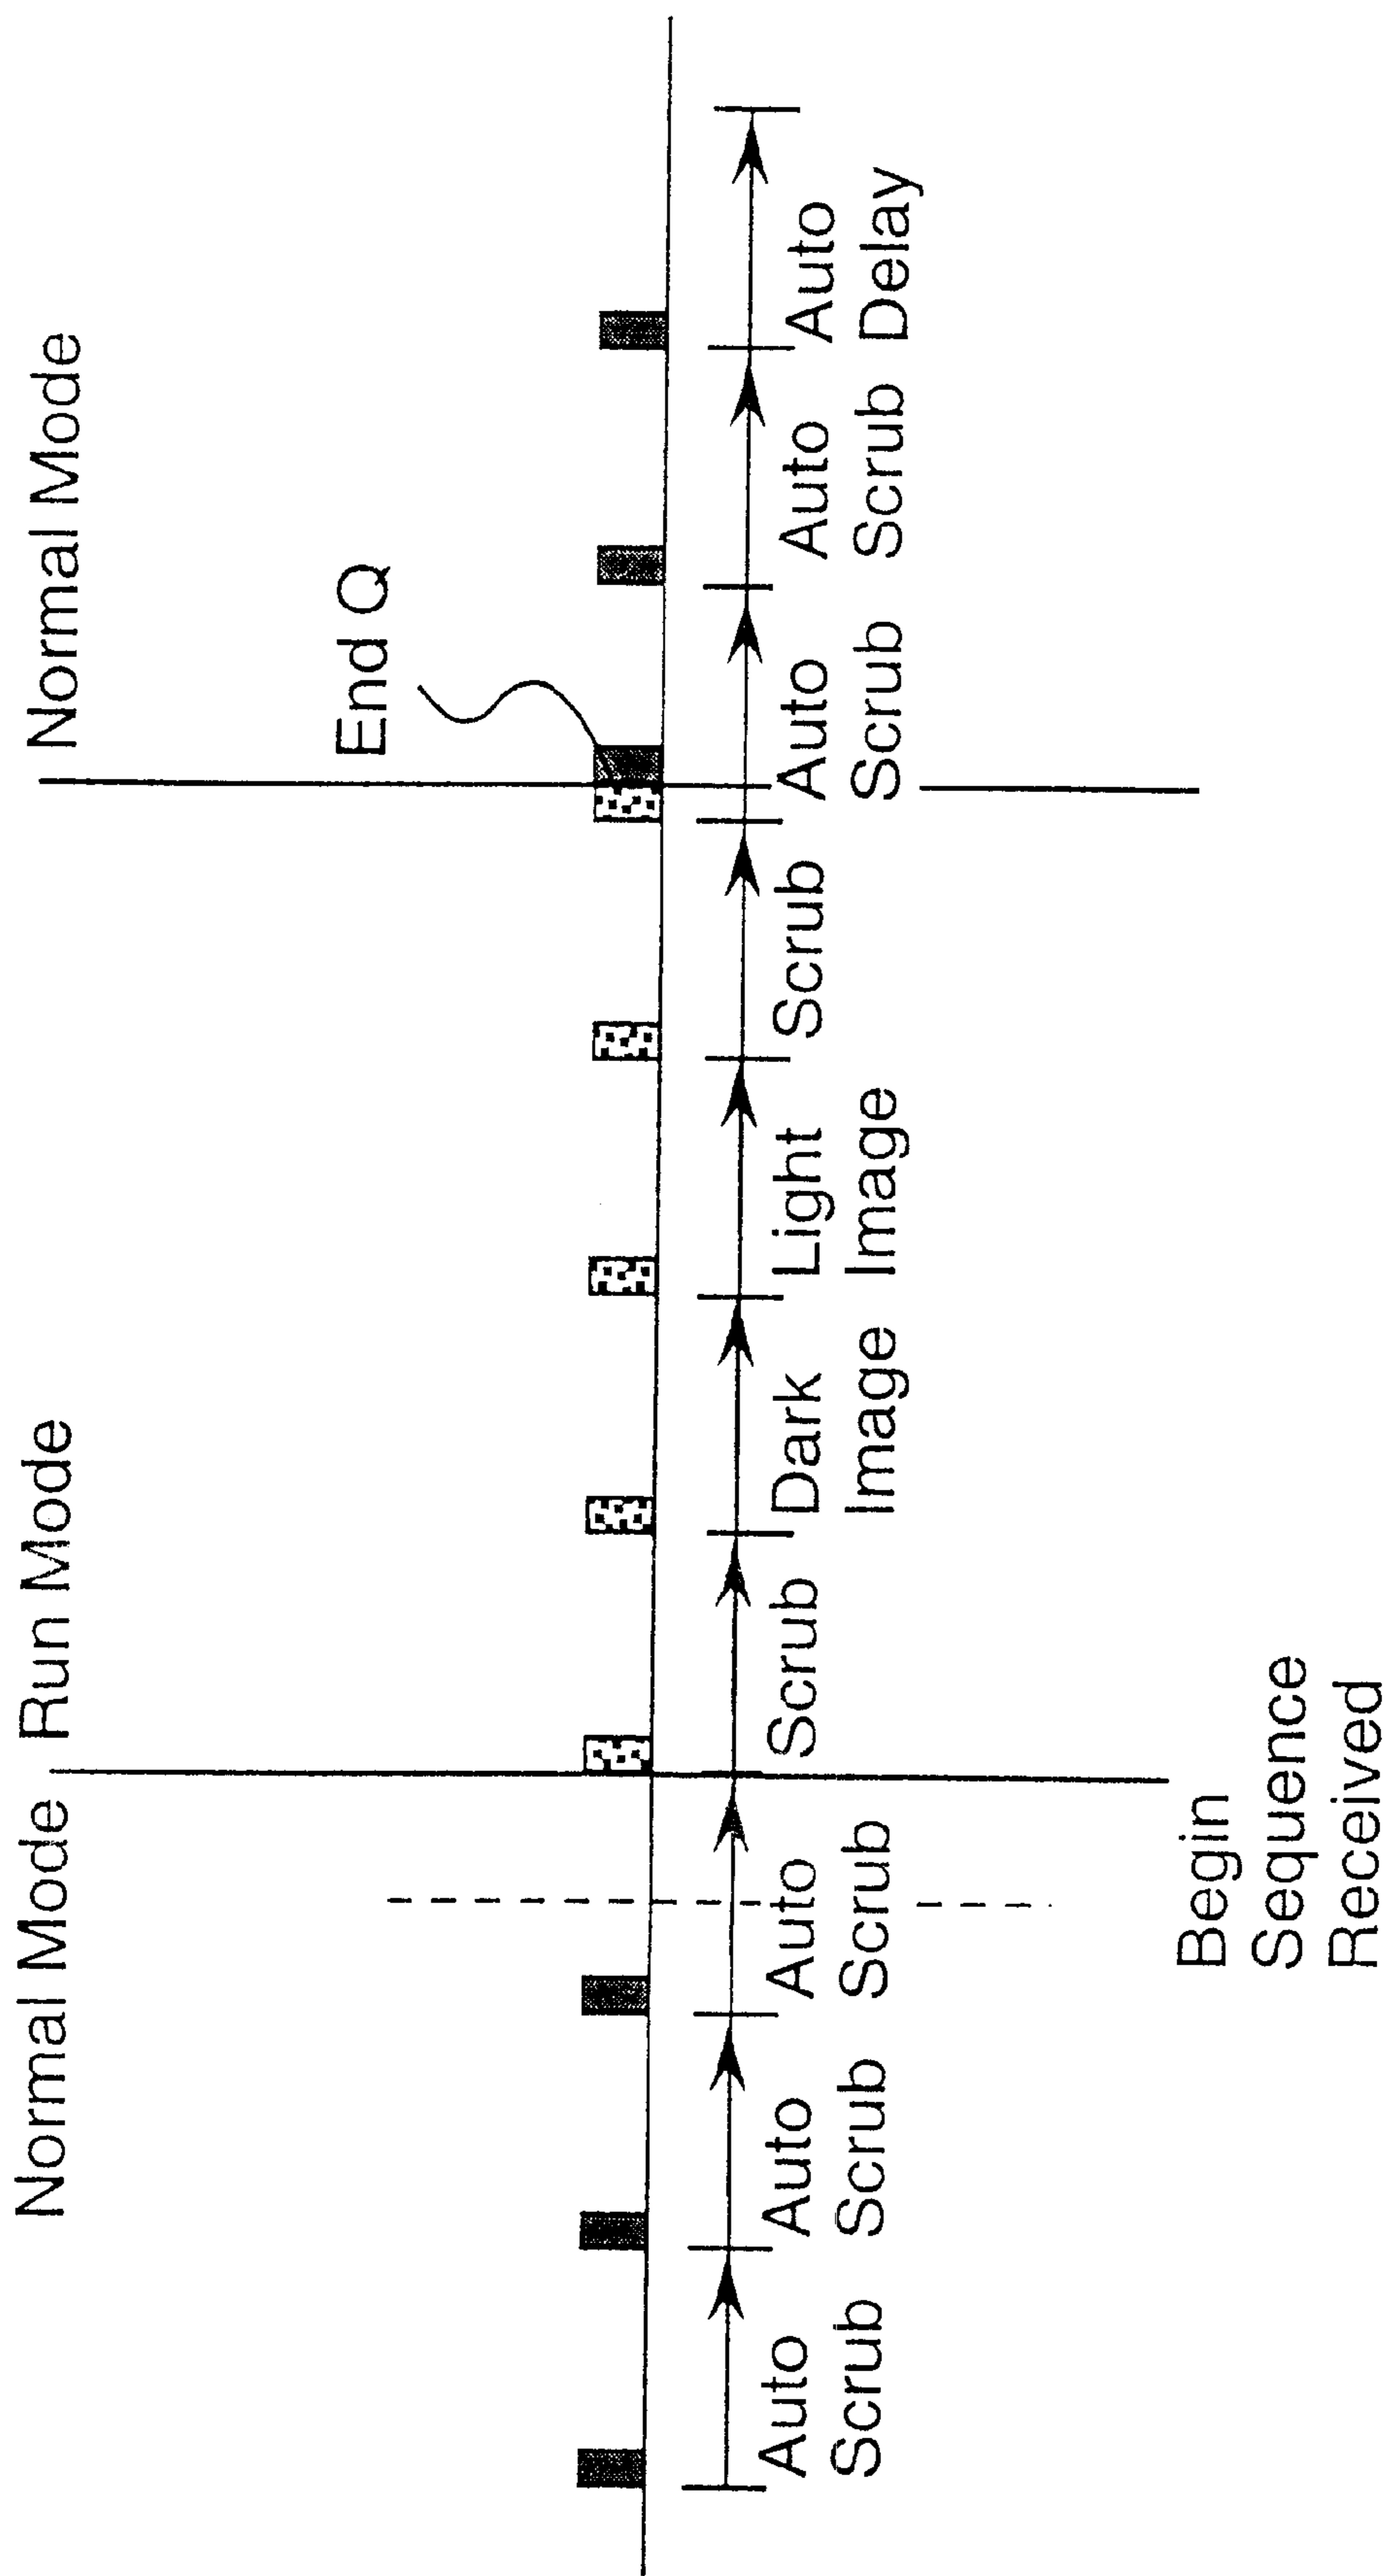 Normal Mode
Run Mode
Normal Mode
End Q
Auto
Scrub
Auto
Scrub
Auto
Scrub
Scrub
Dark
Image
Light
Image
Scrub
Auto
Scrub
Auto
Scrub
Auto
Delay
Begin
Sequence
Received